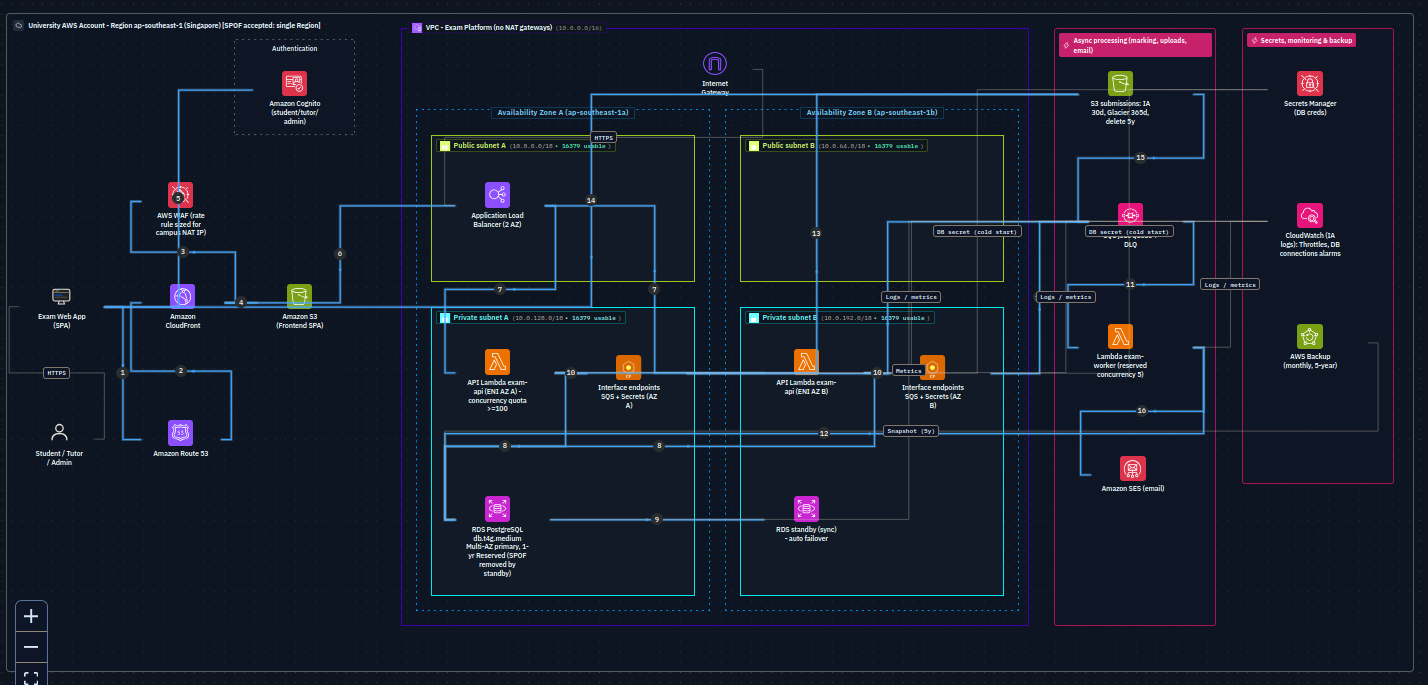 University AWS Account - Region ap-southeast-1 (Singapore) [SPOF accepted: single Region]
Authentication
Amazon Cognito
(student/tutor/
admin)
5
AWS WAF (rate
rule sized for
campus NAT IP)
3
Exam Web App
(SPA)
Amazon
CloudFront
4
Amazon S3
(Frontend SPA)
6
HTTPS
1
2
Student / Tutor
/ Admin
Amazon Route 53
VPC - Exam Platform (no NAT gateways) (10.0.0.0/16)
Internet
Gateway
Availability Zone A (ap-southeast-1a)
HTTPS
Public subnet A (10.0.0.0/18 • 16379 usable )
Application Load
Balancer (2 AZ)
14
7
7
Private subnet A (10.0.128.0/18 • 16379 usable )
API Lambda exam-
api (ENI AZ A) -
concurrency quota
>=100
10
Interface endpoints
SQS + Secrets (AZ
A)
8
8
RDS PostgreSQL
db.t4g.medium
Multi-AZ primary, 1-
yr Reserved (SPOF
removed by
standby)
9
Availability Zone B (ap-southeast-1b)
Public subnet B (10.0.64.0/18 • 16379 usable )
13
DB secret (cold start)
Logs / metrics
Private subnet B (10.0.192.0/18 • 16379 usable )
API Lambda exam-
api (ENI AZ B)
10
Metrics
Interface endpoints
SQS + Secrets (AZ
B)
12
Snapshot (5y)
RDS standby (sync)
- auto failover
Async processing (marking, uploads,
email)
S3 submissions: IA
30d, Glacier 365d,
delete 5y
15
DB secret (cold start)
DLQ
11
Logs / metrics
Logs / metrics
Lambda exam-
worker (reserved
concurrency 5)
16
Amazon SES (email)
Secrets, monitoring & backup
Secrets Manager
(DB creds)
CloudWatch (IA
logs): Throttles, DB
connections alarms
AWS Backup
(monthly, 5-year)